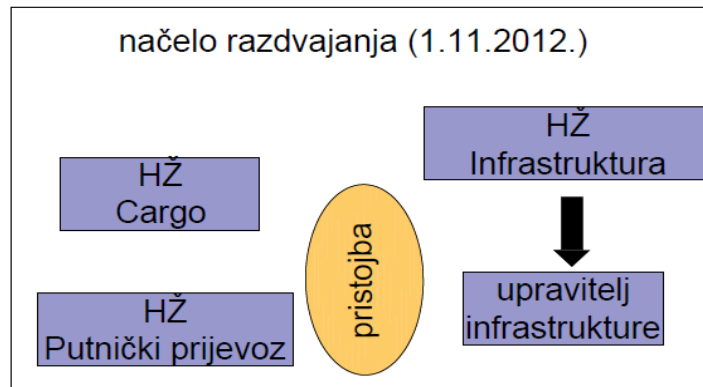 načelo razdvajanja (1.11.2012.)
HŽ
Cargo
HŽ
Putnički prijevoz
pristojba
HŽ
Infrastruktura
upravitelj
infrastrukture